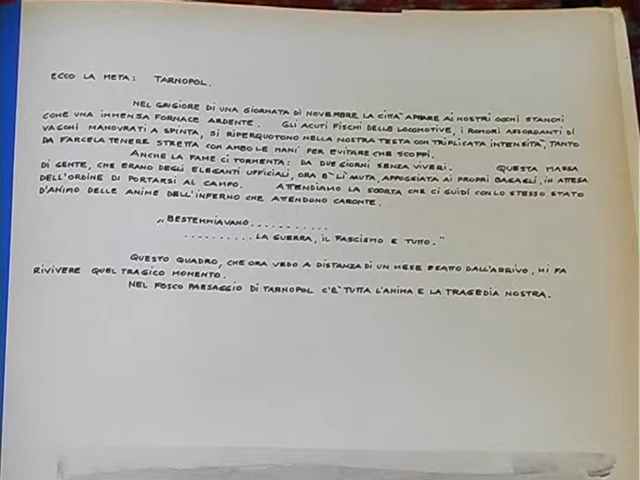 ECCO LA META: TARNOPOL.
NEL GRIGIORE DI UNA GIORNATA DI NOVEMBRE LA CITTA' APPARE AI NOSTRI OCCHI STANCHI
COME UNA IMMENSA FORNACE ARDENTE. GLI ACUTI FISCHI DELLE LOCOMOTIVE, I ROMORI ASSORDANTI DI
VAGONI MANOVRATI A SPINTA, SI RIPERQUOTONO NELLA NOSTRA TESTA CON TRIPLICATA INTENSITA', TANTO
DA FARCELA TENERE STRETTA CON AMBO LE MANI PER EVITARE CHE SCOPPI.
ANCHE LA FAME CI TORMENTA: DA DUE GIORNI SENZA VIVERI. QUESTA MASSA
DI GENTE, CHE ERANO DEGLI ELEGANTI UFFICIALI, ORA E' LI' MUTA, APPOGGIATA AI PROPRI BAGAGLI, IN ATTESA
DELL'ORDINE DI PORTARSI AL CAMPO. ATTENDIAMO LA SCORTA CHE CI GUIDI CON LO STESSO STATO
D'ANIMO DELLE ANIME DELL'INFERNO CHE ATTENDONO CARONTE.
„BESTEMMIAVANO...........
..........LA GUERRA, IL FASCISMO E TUTTO."
QUESTO QUADRO, CHE ORA VEDO A DISTANZA DI UN MESE ESATTO DALL'ARRIVO, MI FA
RIVIVERE QUEL TRAGICO MOMENTO.
NEL FOSCO PAESAGGIO DI TARNOPOL C'E' TUTTA L'ANIMA E LA TRAGEDIA NOSTRA.